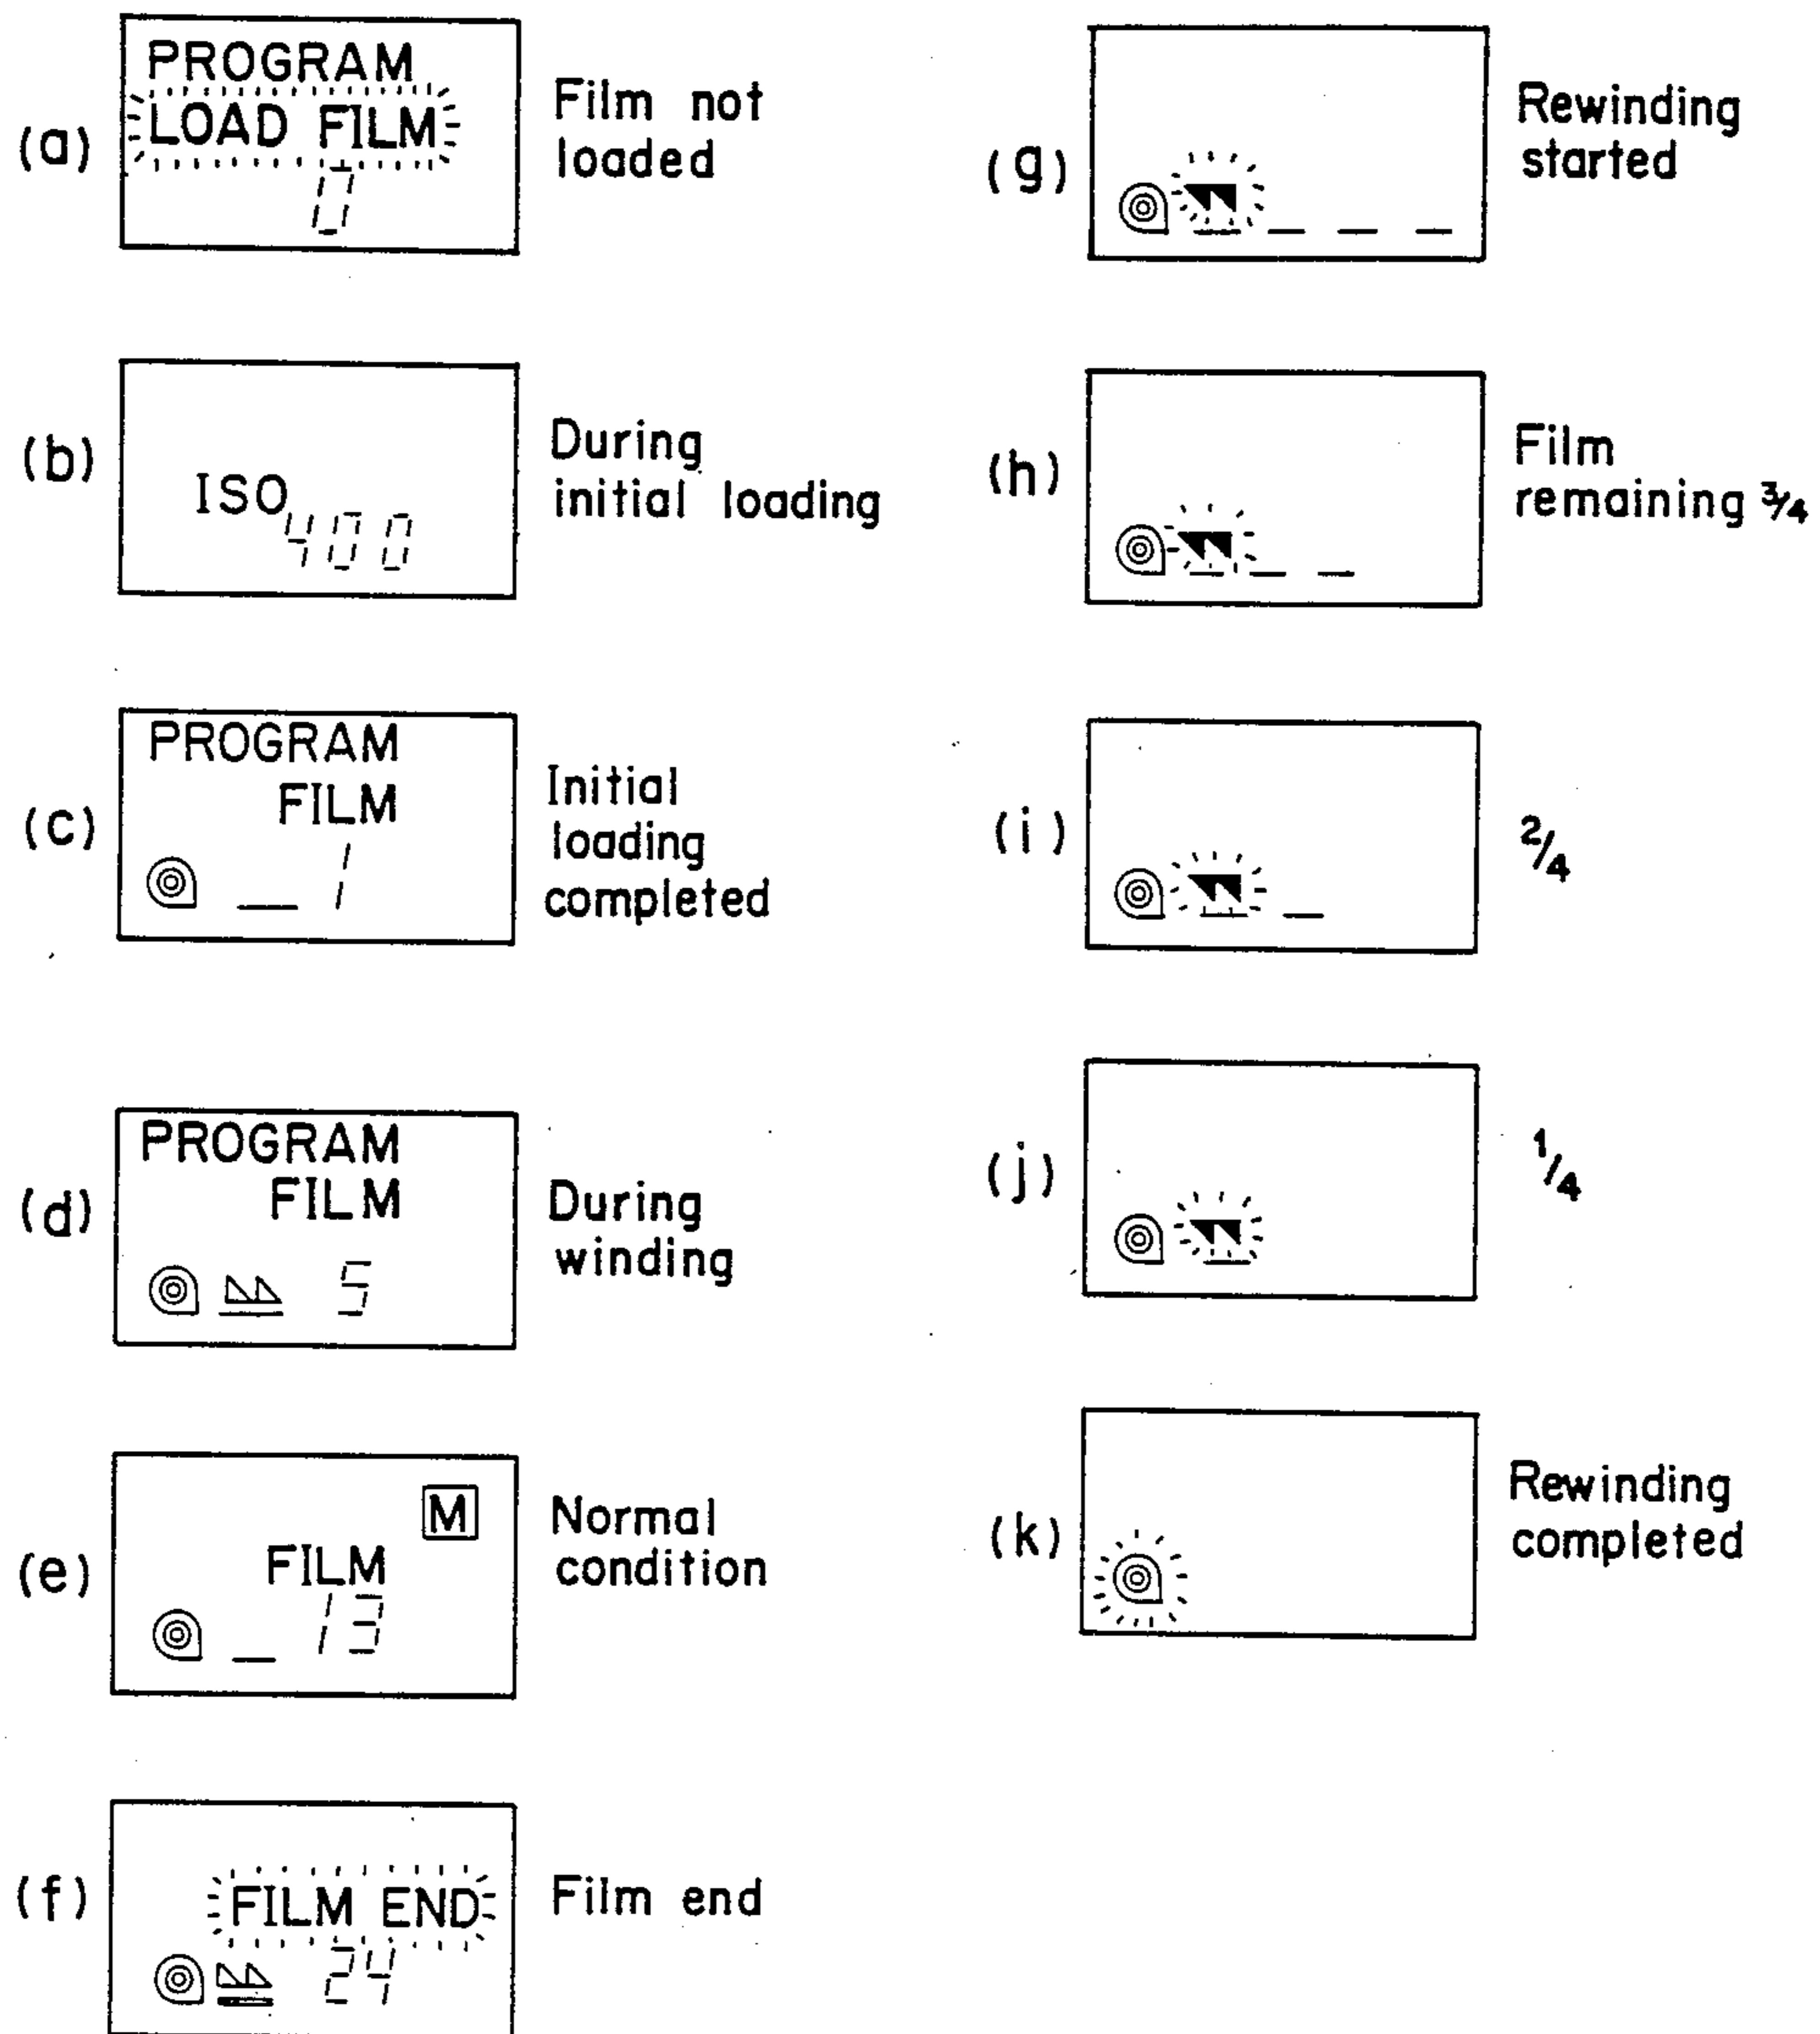 (a)
PROGRAM
LOAD FILM
0
Film not
loaded
(b)
ISO 400
During
initial loading
(c)
PROGRAM
FILM
1
Initial
loading
completed
(d)
PROGRAM
FILM
5
During
winding
(e)
M
FILM
13
Normal
condition
(f)
FILM END
24
Film end
(g)
Rewinding
started
(h)
Film
remaining 3/4
(i)
2/4
(j)
1/4
(k)
Rewinding
completed